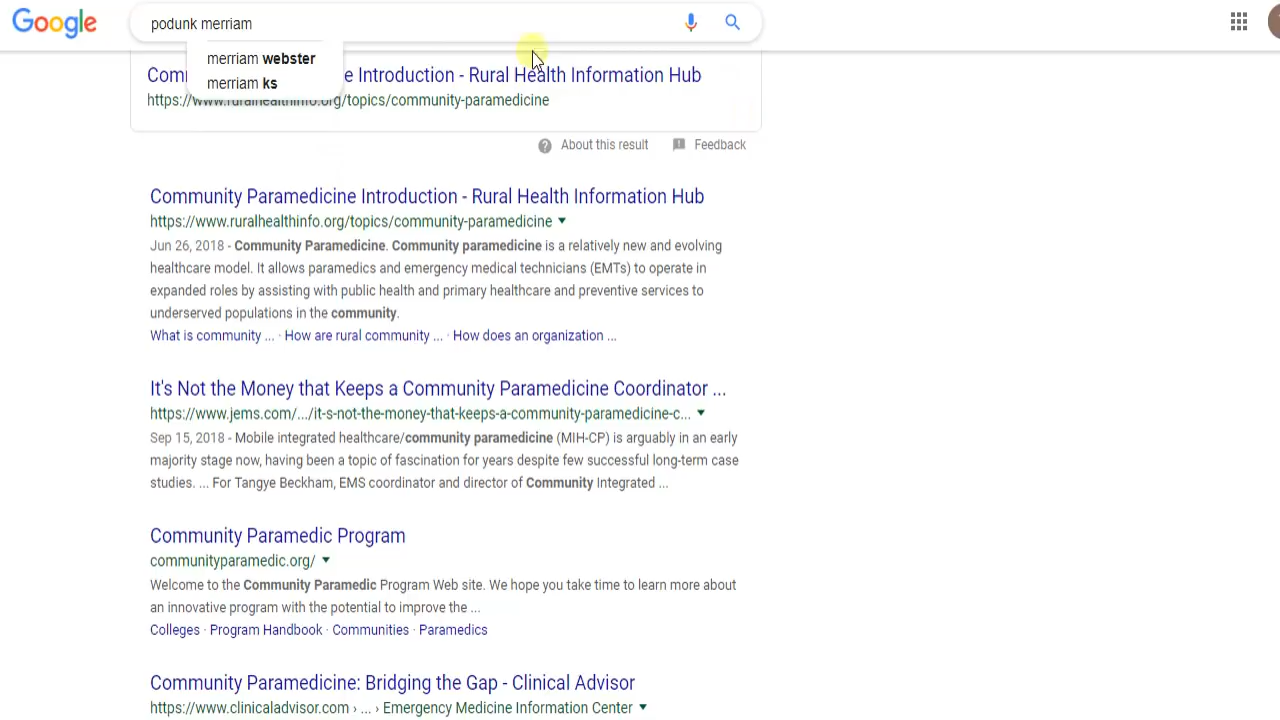 Google
podunk merriam
merriam webster
merriam ks
Com e Introduction - Rural Health Information Hub
https://www.ruralhealthinfo.org/topics/community-paramedicine
About this result Feedback
Community Paramedicine Introduction - Rural Health Information Hub
https://www.ruralhealthinfo.org/topics/community-paramedicine
Jun 26, 2018 - Community Paramedicine. Community paramedicine is a relatively new and evolving
healthcare model. It allows paramedics and emergency medical technicians (EMTs) to operate in
expanded roles by assisting with public health and primary healthcare and preventive services to
underserved populations in the community.
What is community ... · How are rural community ... · How does an organization ...
It's Not the Money that Keeps a Community Paramedicine Coordinator ...
https://www.jems.com/.../it-s-not-the-money-that-keeps-a-community-paramedicine-c...
Sep 15, 2018 - Mobile integrated healthcare/community paramedicine (MIH-CP) is arguably in an early
majority stage now, having been a topic of fascination for years despite few successful long-term case
studies. ... For Tangye Beckham, EMS coordinator and director of Community Integrated ...
Community Paramedic Program
communityparamedic.org/
Welcome to the Community Paramedic Program Web site. We hope you take time to learn more about
an innovative program with the potential to improve the ...
Colleges · Program Handbook · Communities · Paramedics
Community Paramedicine: Bridging the Gap - Clinical Advisor
https://www.clinicaladvisor.com › ... › Emergency Medicine Information Center